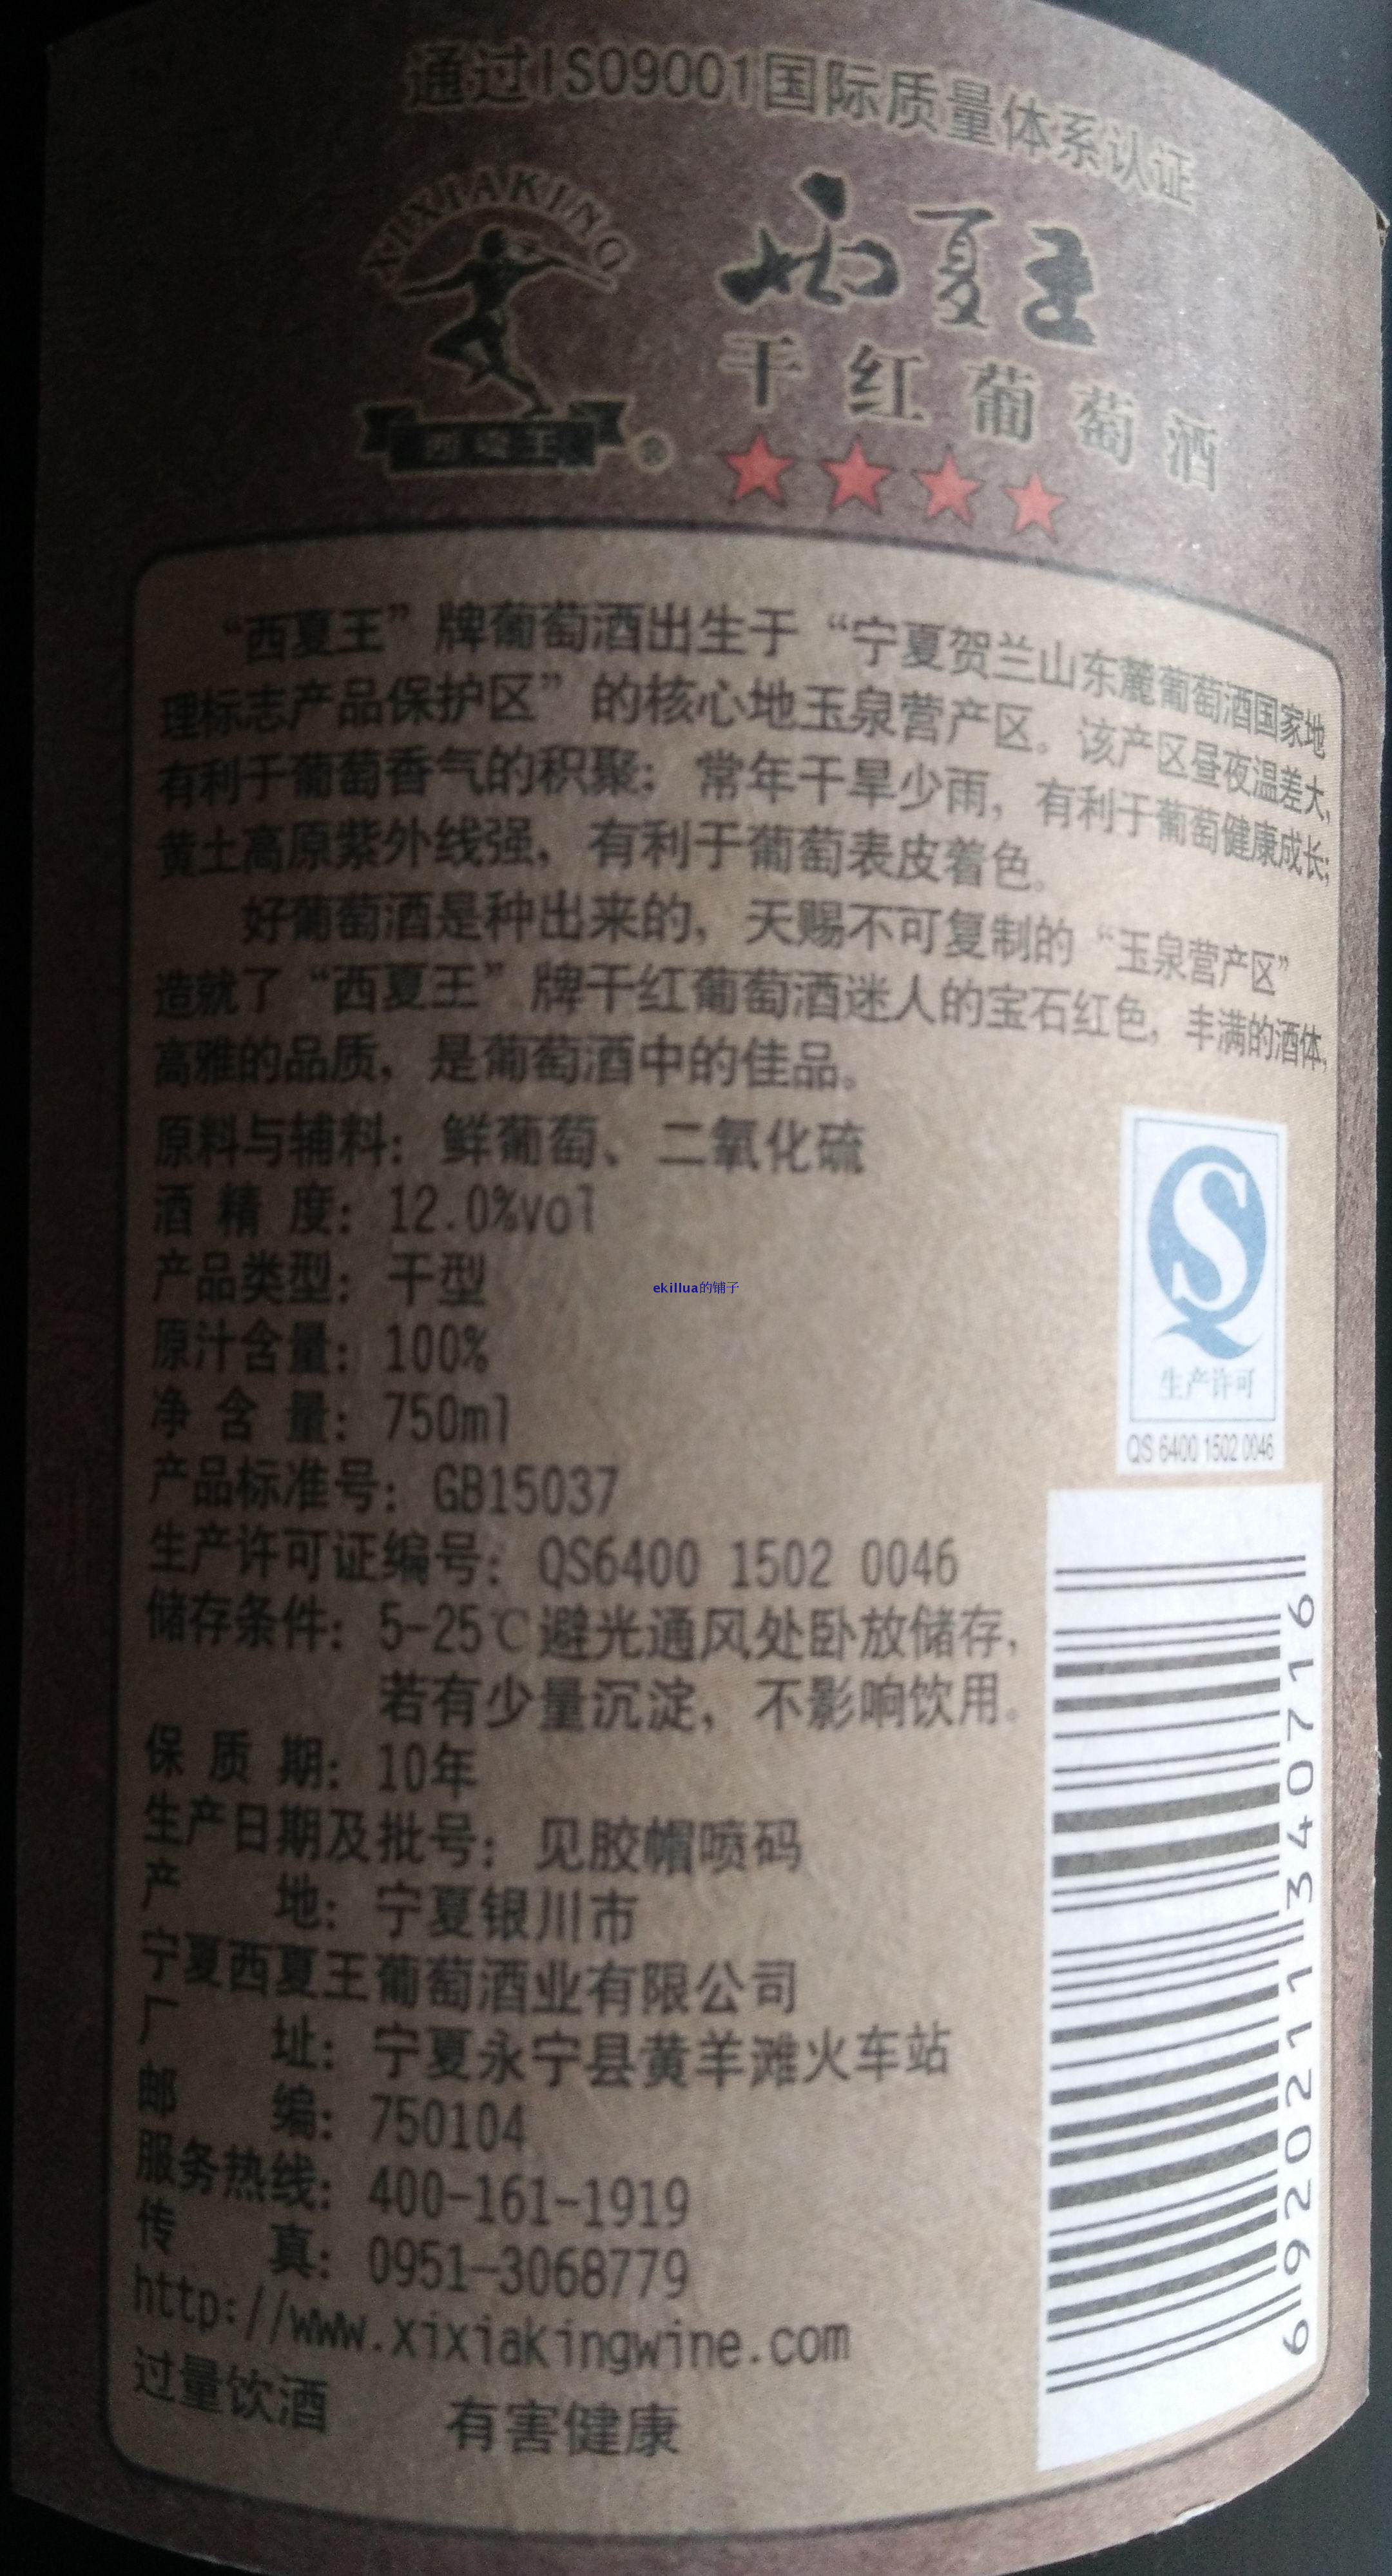 通过ISO9001国际质量体系认证
XIXIAKING
西夏王
®
西夏王
干红葡萄酒
“西夏王”牌葡萄酒出生于“宁夏贺兰山东麓葡萄酒国家地
理标志产品保护区”的核心地玉泉营产区。该产区昼夜温差大,
有利于葡萄香气的积聚;常年干旱少雨,有利于葡萄健康成长;
黄土高原紫外线强,有利于葡萄表皮着色。
好葡萄酒是种出来的,天赐不可复制的“玉泉营产区”
造就了“西夏王”牌干红葡萄酒迷人的宝石红色,丰满的酒体,
高雅的品质,是葡萄酒中的佳品。
原料与辅料:鲜葡萄、二氧化硫
酒精度:12.0%vol
产品类型:干型
原汁含量:100%
净含量:750ml
产品标准号:GB15037
生产许可证编号:QS6400 1502 0046
储存条件:5-25℃避光通风处卧放储存,
若有少量沉淀,不影响饮用。
保质期:10年
生产日期及批号:见胶帽喷码
产地:宁夏银川市
宁夏西夏王葡萄酒业有限公司
厂址:宁夏永宁县黄羊滩火车站
邮编:750104
服务热线:400-161-1919
传真:0951-3068779
http://www.xixiakingwine.com
过量饮酒 有害健康
生产许可
QS 6400 1502 0046
6920211340716
ekillua的铺子